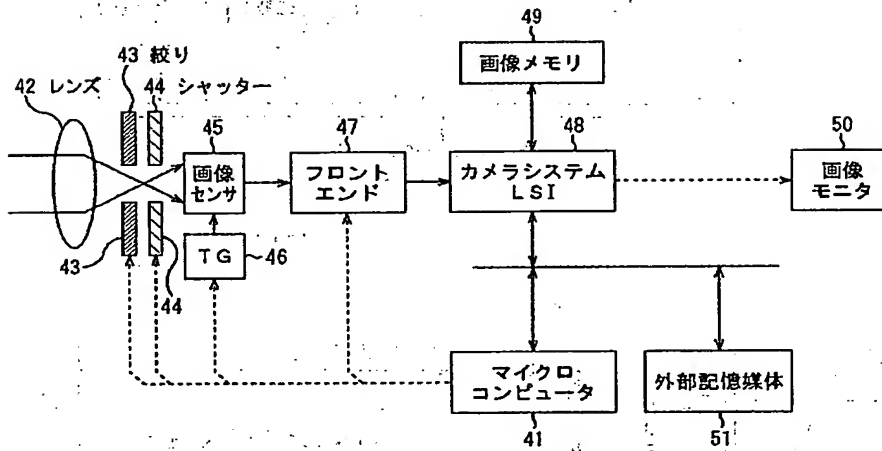 49
画像メモリ
43 絞り
44 シャッター
42 レンズ
45
画像
センサ
47
フロント
エンド
48
カメラシステム
LSI
50
画像
モニタ
TG
46
43
44
マイクロ
コンピュータ
41
外部記憶媒体
51